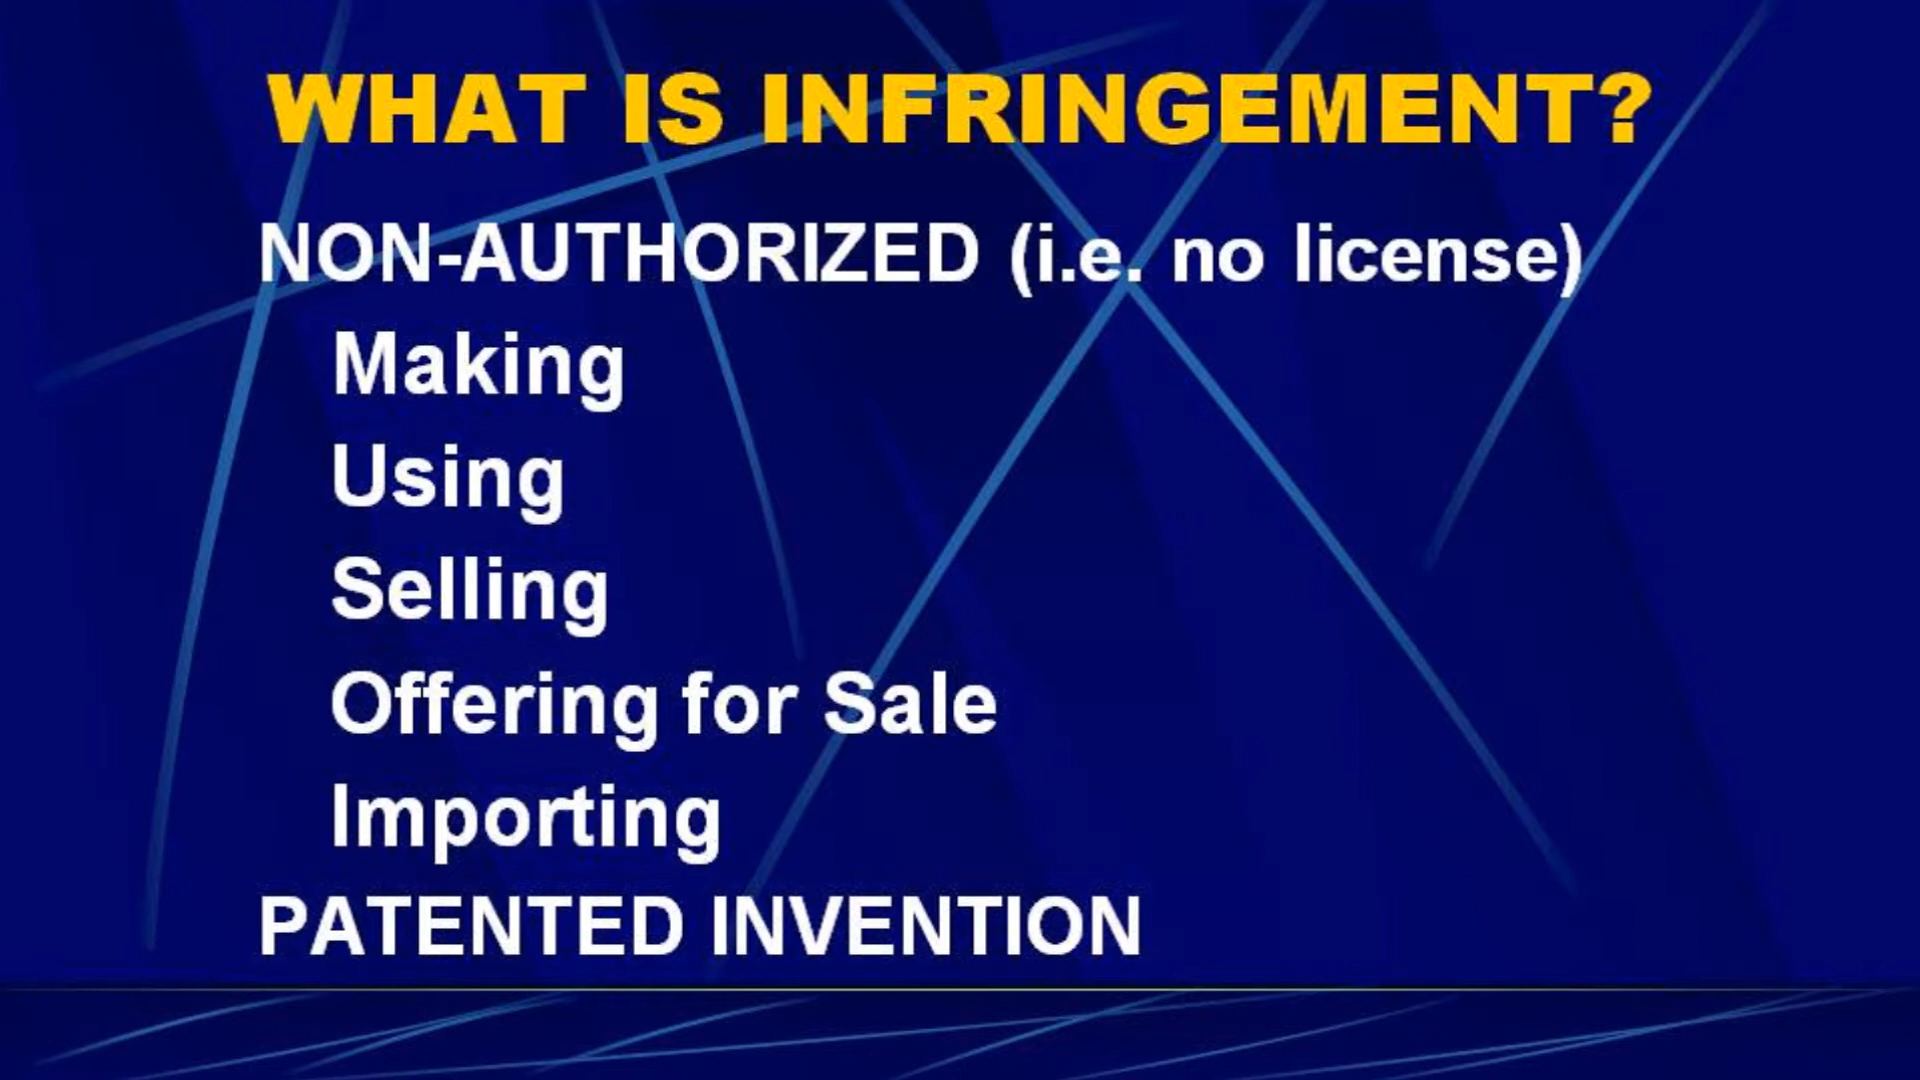 WHAT IS INFRINGEMENT?
NON-AUTHORIZED (i.e. no license)
Making
Using
Selling
Offering for Sale
Importing
PATENTED INVENTION